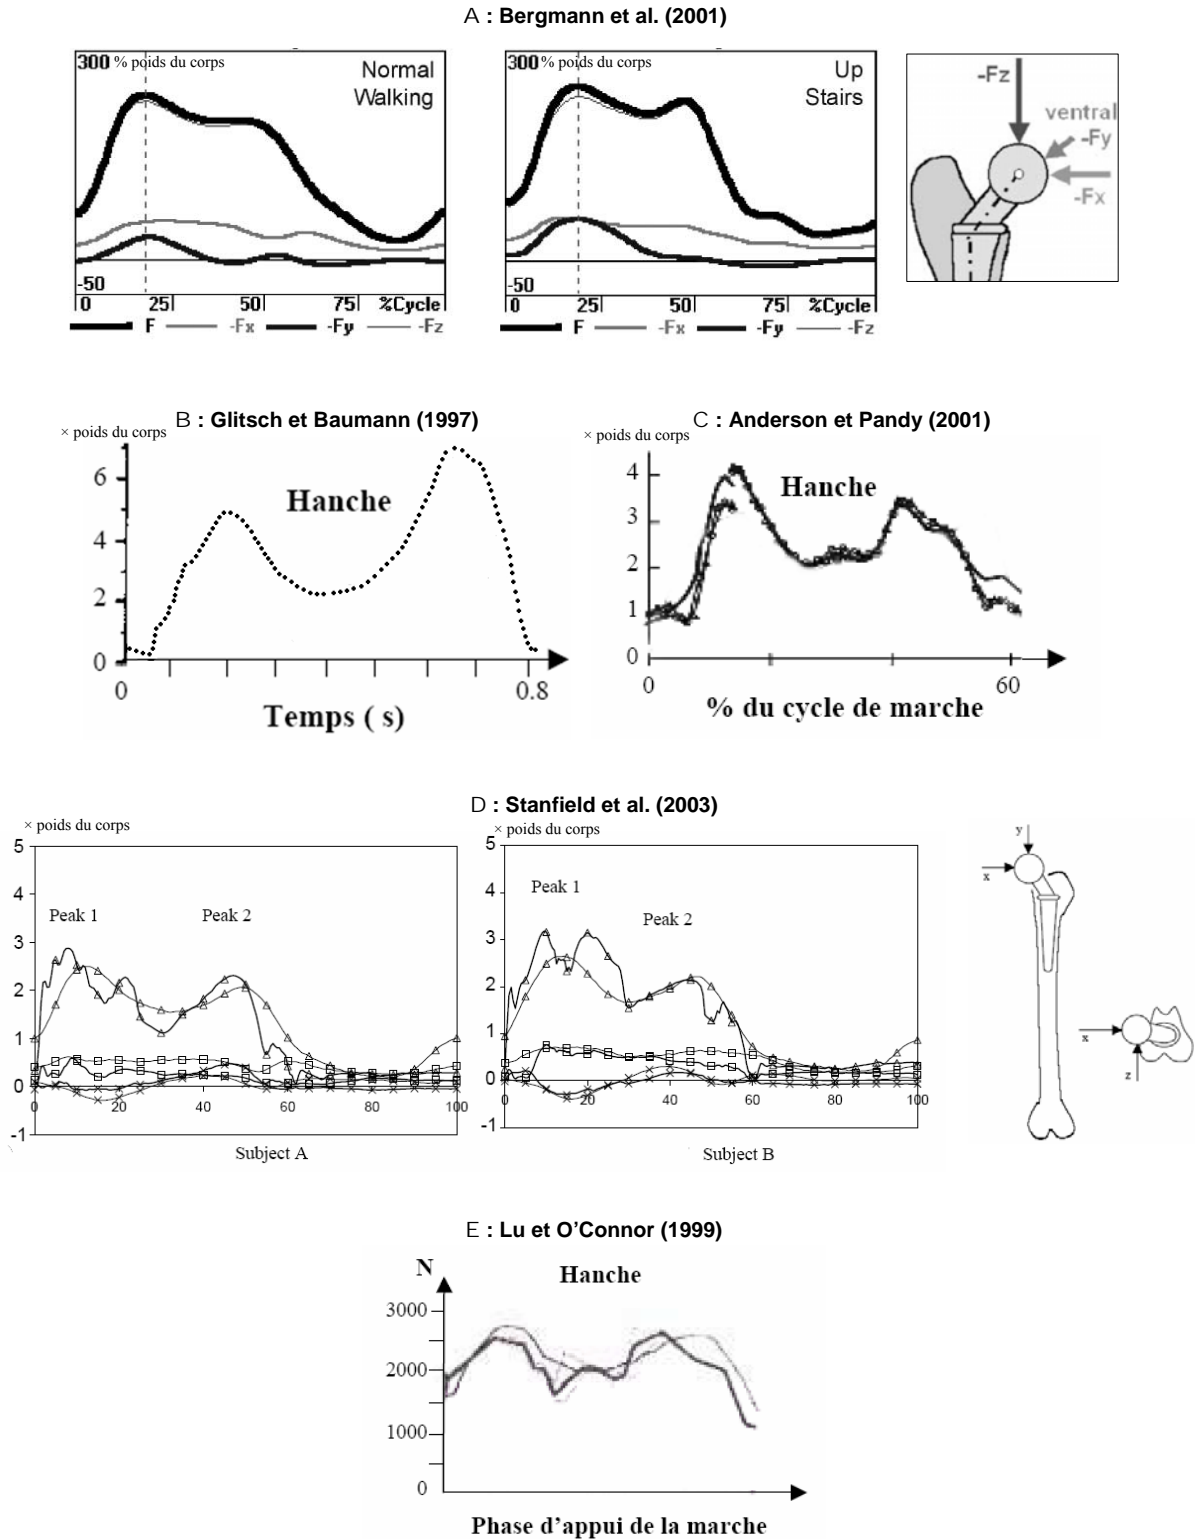 A : Bergmann et al. (2001)
300 % poids du corps
Normal
Walking
-50
0 25| 50| 75| %Cycle
F -Fx -Fy -Fz
300 % poids du corps
Up
Stairs
-50
0 25| 50| 75| %Cycle
F -Fx -Fy -Fz
-Fz
ventral
-Fy
-Fx
B : Glitsch et Baumann (1997)
× poids du corps
6
4
2
0
Hanche
0 0.8
Temps ( s)
C : Anderson et Pandy (2001)
× poids du corps
4
3
2
1
0
Hanche
0 60
% du cycle de marche
D : Stanfield et al. (2003)
× poids du corps
5
4
3
2
1
0
-1
Peak 1 Peak 2
0 20 40 60 80 100
Subject A
× poids du corps
5
4
3
2
1
0
-1
Peak 1
Peak 2
0 20 40 60 80 100
Subject B
y
x
x
z
E : Lu et O'Connor (1999)
N
Hanche
3000
2000
1000
0
Phase d'appui de la marche